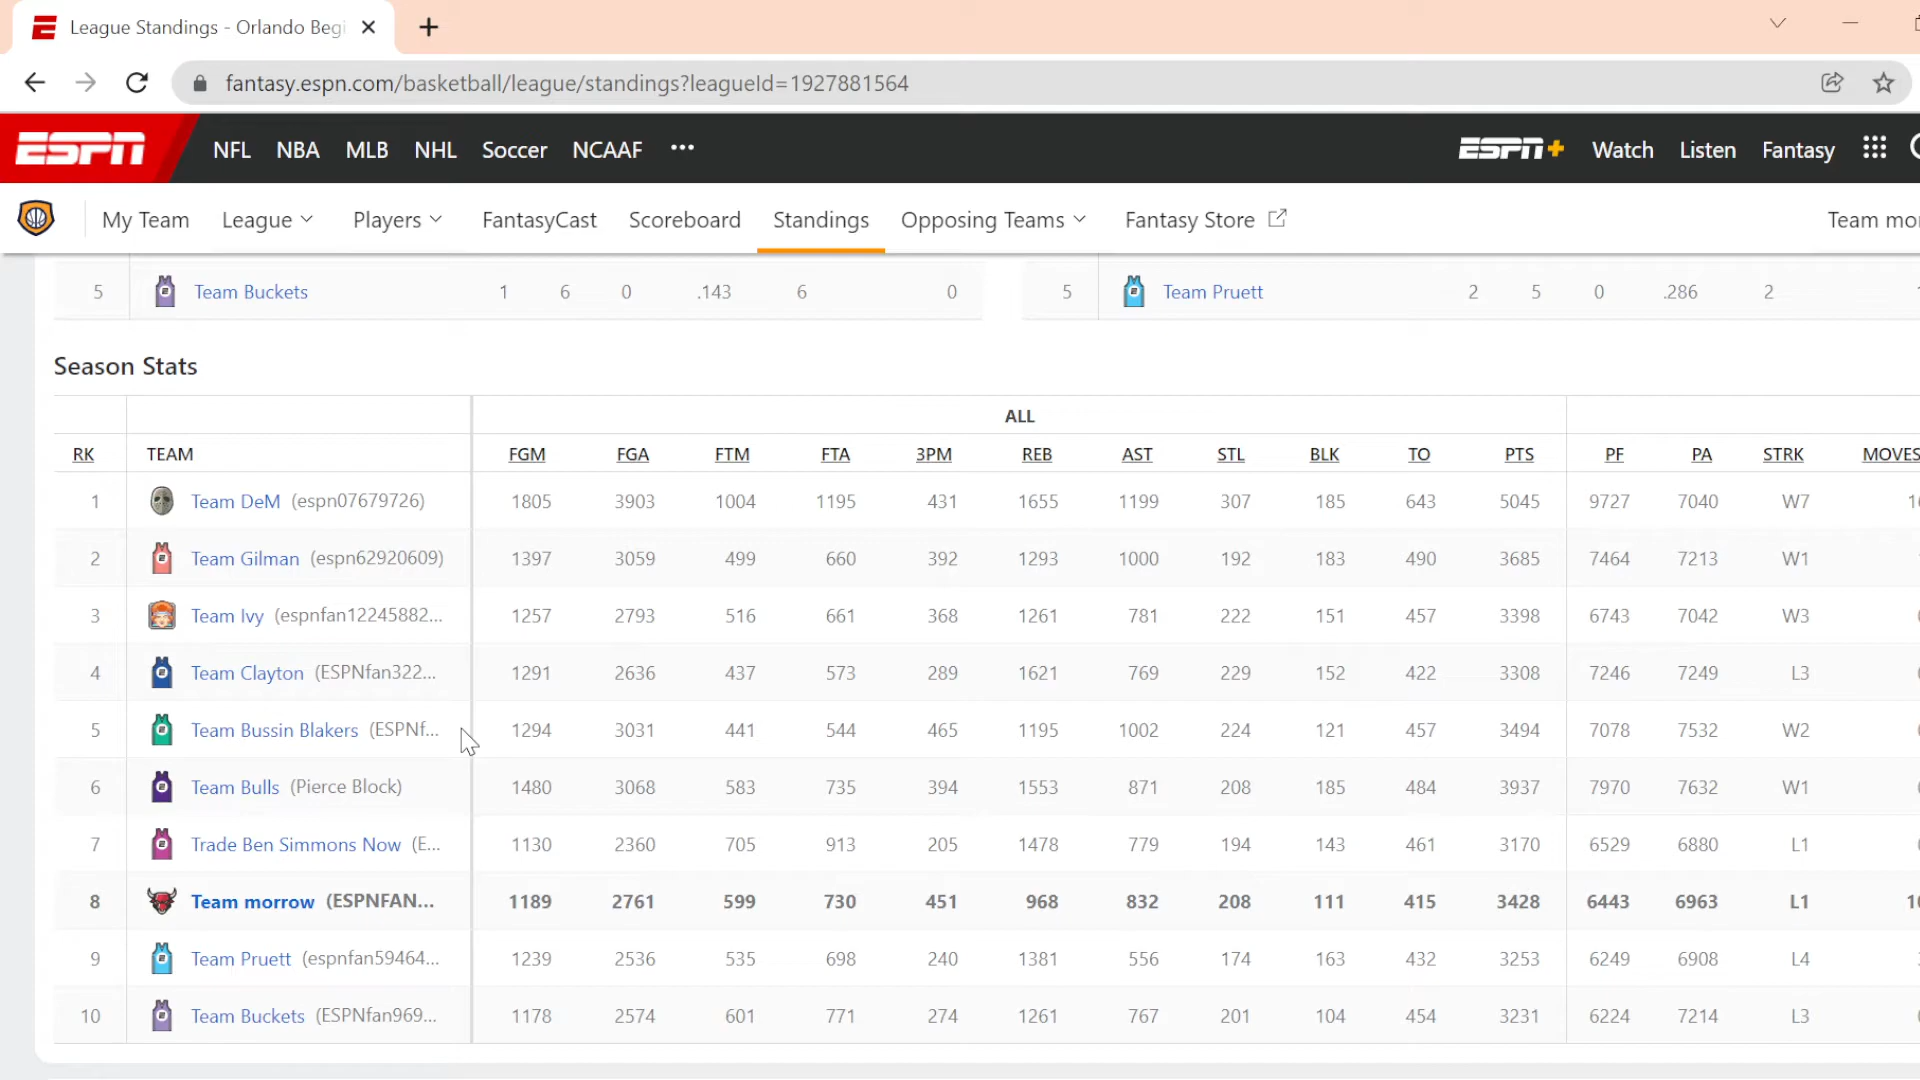 League Standings - Orlando Begi
fantasy.espn.com/basketball/league/standings?leagueId=1927881564
ESPN NFL NBA MLB NHL Soccer NCAAF ••• ESPN+ Watch Listen Fantasy
My Team League Players FantasyCast Scoreboard Standings Opposing Teams Fantasy Store Team mor
5 Team Buckets 1 6 0 .143 6 0 5 Team Pruett 2 5 0 .286 2
Season Stats
ALL
RK TEAM FGM FGA FTM FTA 3PM REB AST STL BLK TO PTS PF PA STRK MOVES
1 Team DeM (espn07679726) 1805 3903 1004 1195 431 1655 1199 307 185 643 5045 9727 7040 W7
2 Team Gilman (espn62920609) 1397 3059 499 660 392 1293 1000 192 183 490 3685 7464 7213 W1
3 Team Ivy (espnfan12245882... 1257 2793 516 661 368 1261 781 222 151 457 3398 6743 7042 W3
4 Team Clayton (ESPNfan322... 1291 2636 437 573 289 1621 769 229 152 422 3308 7246 7249 L3
5 Team Bussin Blakers (ESPNf... 1294 3031 441 544 465 1195 1002 224 121 457 3494 7078 7532 W2
6 Team Bulls (Pierce Block) 1480 3068 583 735 394 1553 871 208 185 484 3937 7970 7632 W1
7 Trade Ben Simmons Now (E... 1130 2360 705 913 205 1478 779 194 143 461 3170 6529 6880 L1
8 Team morrow (ESPNFAN... 1189 2761 599 730 451 968 832 208 111 415 3428 6443 6963 L1
9 Team Pruett (espnfan59464... 1239 2536 535 698 240 1381 556 174 163 432 3253 6249 6908 L4
10 Team Buckets (ESPNfan969... 1178 2574 601 771 274 1261 767 201 104 454 3231 6224 7214 L3